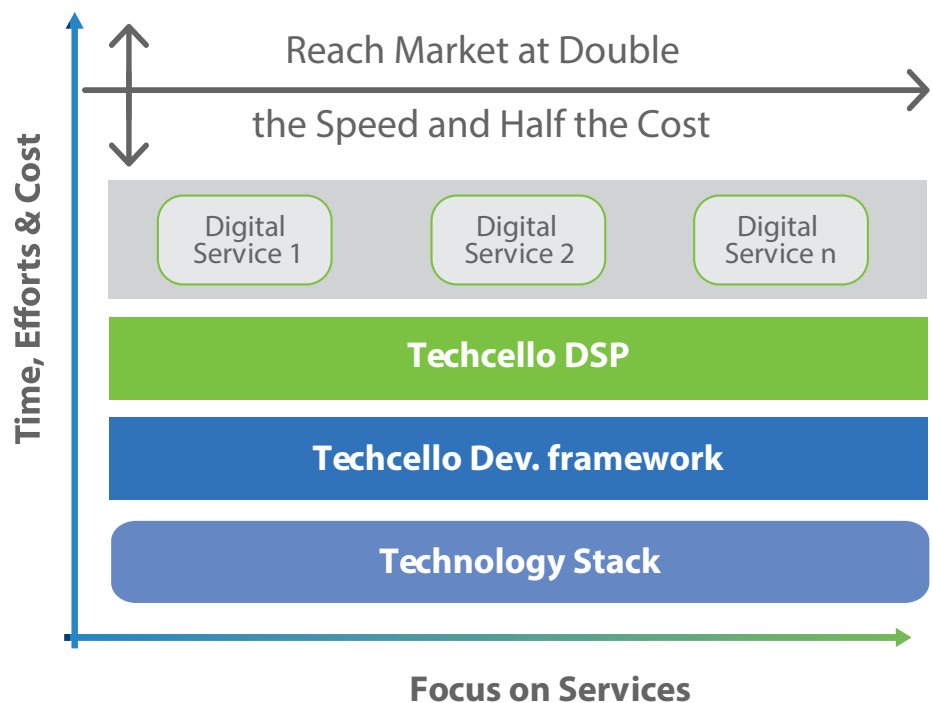 Reach Market at Double
the Speed and Half the Cost
Digital
Service 1
Digital
Service 2
Digital
Service n
Techcello DSP
Techcello Dev. framework
Technology Stack
Time, Efforts & Cost
Focus on Services